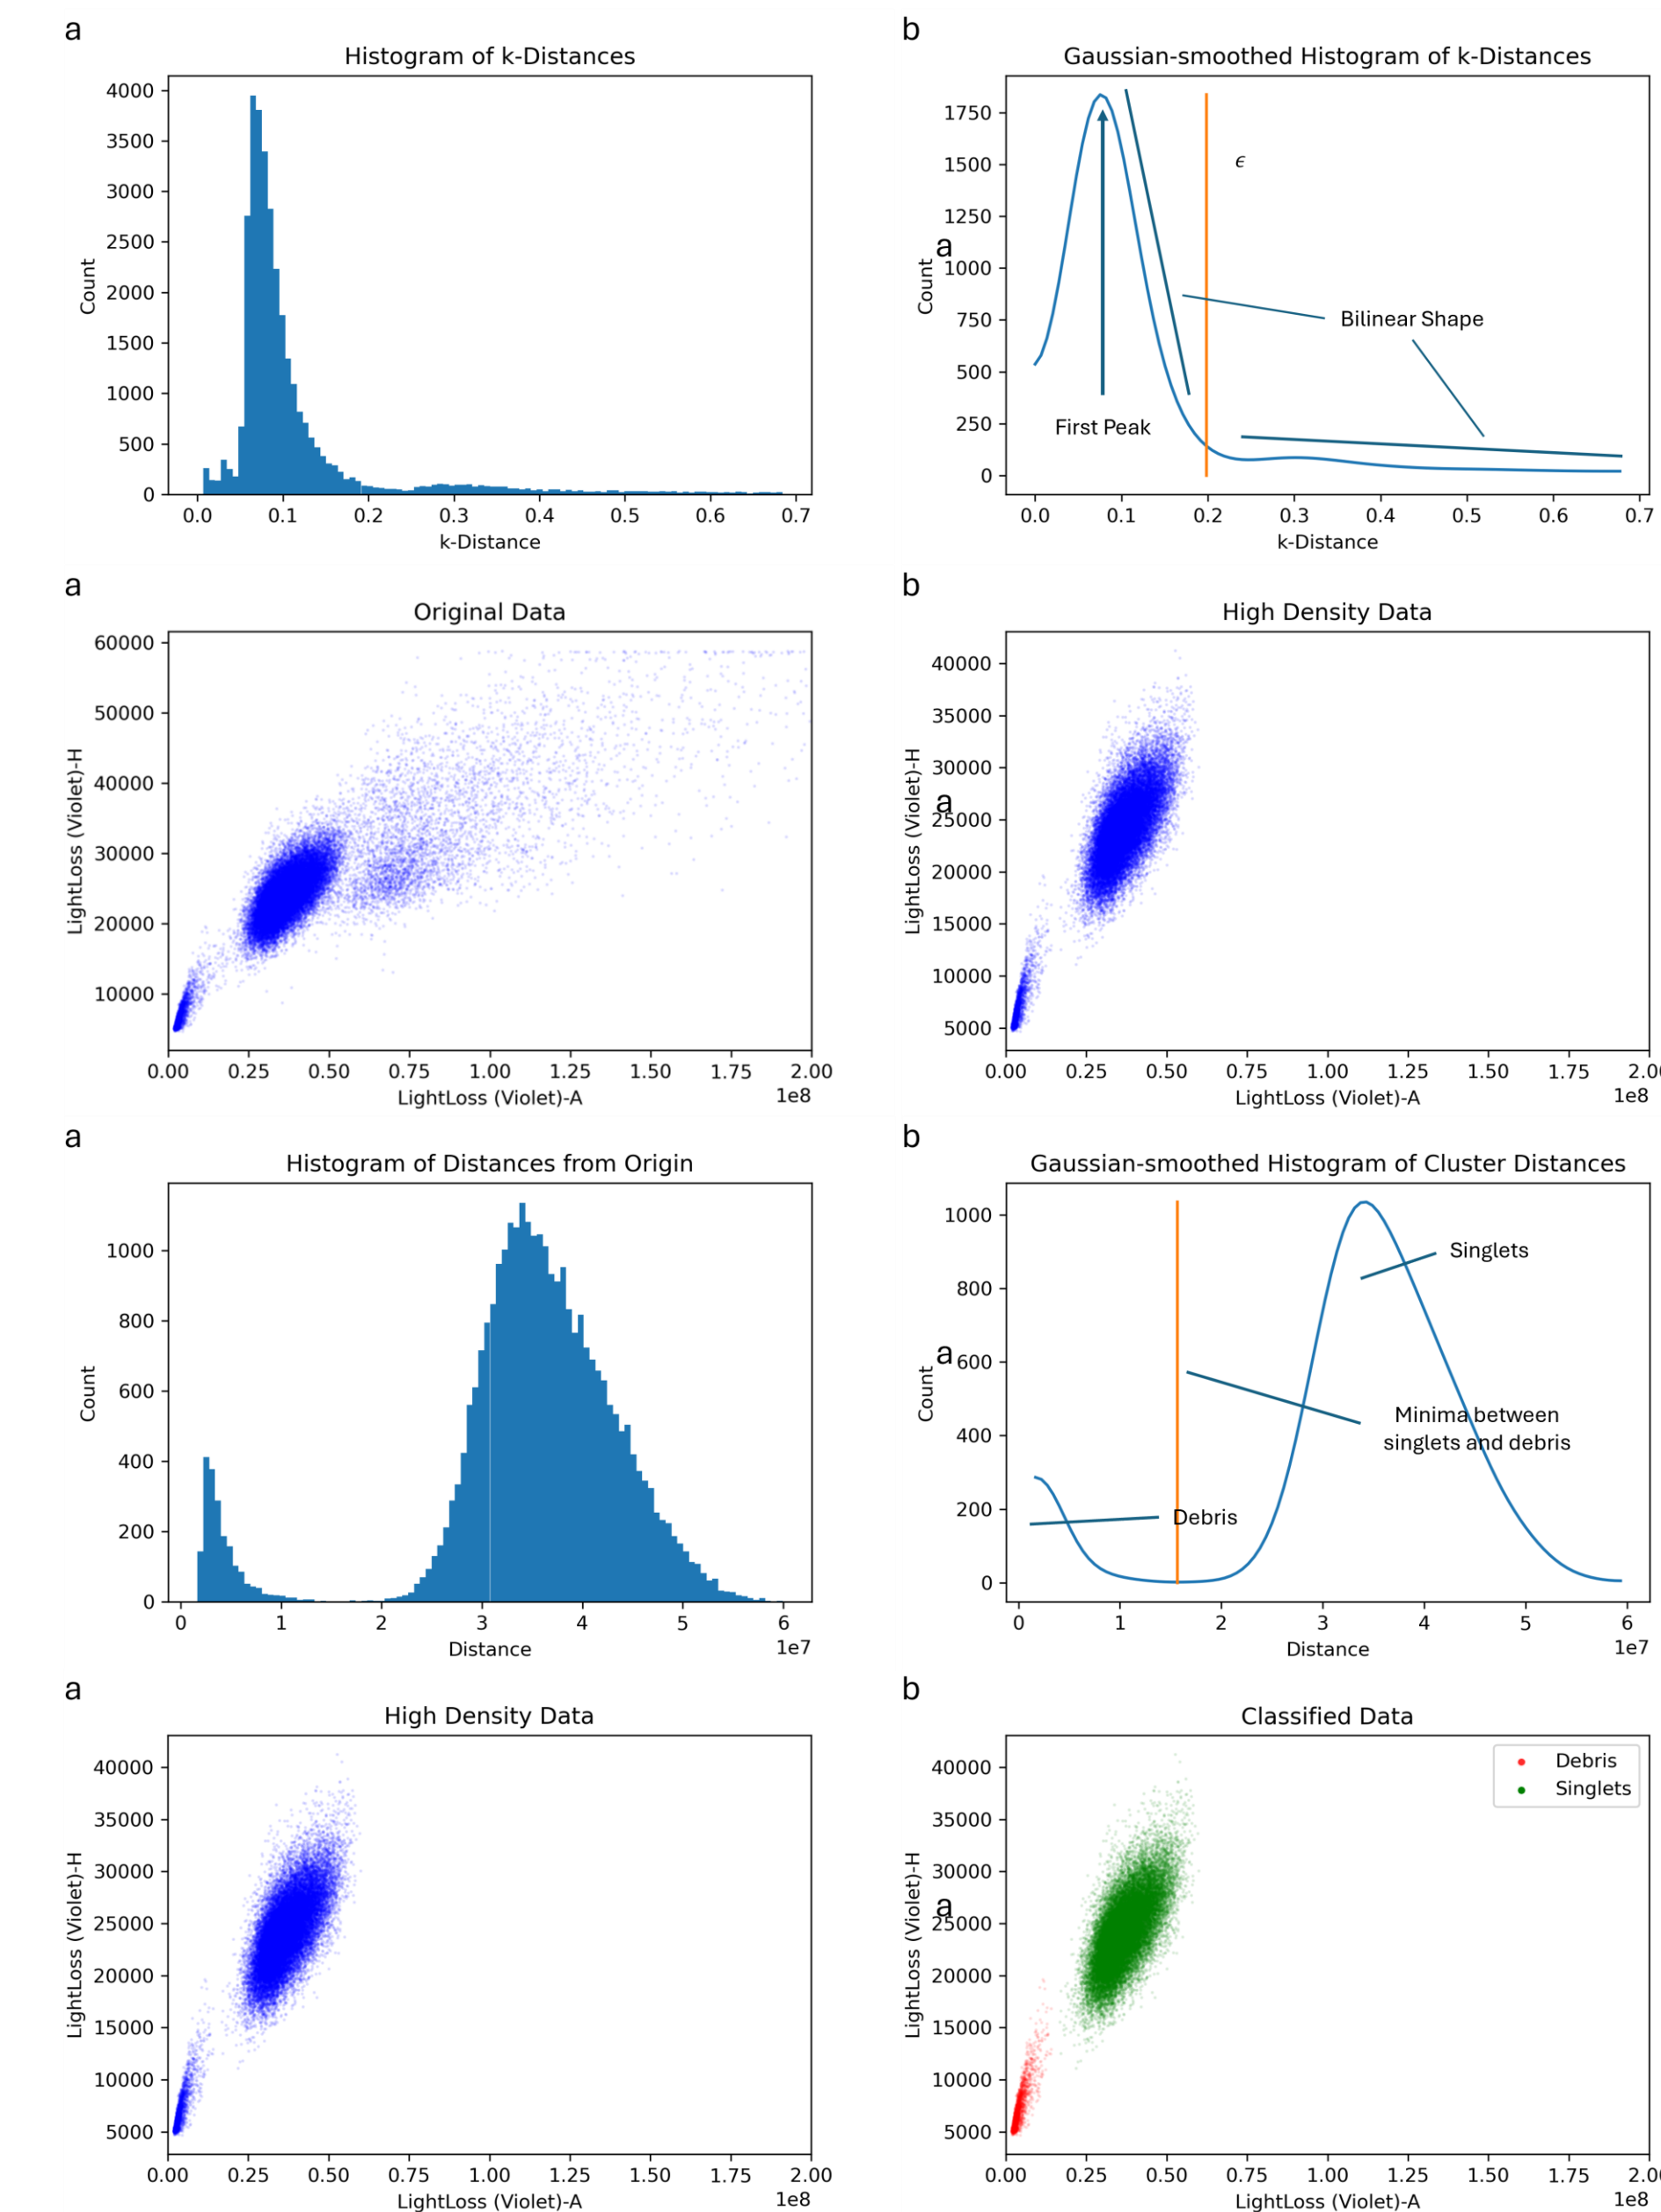 a
b
Histogram of k-Distances
Gaussian-smoothed Histogram of k-Distances
4000
3500
3000
2500
2000
1500
1000
500
0
Count
0.0 0.1 0.2 0.3 0.4 0.5 0.6 0.7
k-Distance
1750
1500
1250
1000
750
500
250
0
a
Count
ϵ
Bilinear Shape
First Peak
0.0 0.1 0.2 0.3 0.4 0.5 0.6 0.7
k-Distance
a
b
Original Data
High Density Data
60000
50000
40000
30000
20000
10000
LightLoss (Violet)-H
0.00 0.25 0.50 0.75 1.00 1.25 1.50 1.75 2.00
LightLoss (Violet)-A
1e8
40000
35000
30000
25000
20000
15000
10000
5000
a
LightLoss (Violet)-H
0.00 0.25 0.50 0.75 1.00 1.25 1.50 1.75 2.00
LightLoss (Violet)-A
1e8
a
b
Histogram of Distances from Origin
Gaussian-smoothed Histogram of Cluster Distances
1000
800
600
400
200
0
Count
0 1 2 3 4 5 6
Distance
1e7
1000
800
600
400
200
0
a
Count
Singlets
Minima between
singlets and debris
Debris
0 1 2 3 4 5 6
Distance
1e7
a
b
High Density Data
Classified Data
40000
35000
30000
25000
20000
15000
10000
5000
LightLoss (Violet)-H
0.00 0.25 0.50 0.75 1.00 1.25 1.50 1.75 2.00
LightLoss (Violet)-A
1e8
Debris
Singlets
40000
35000
30000
25000
20000
15000
10000
5000
a
LightLoss (Violet)-H
0.00 0.25 0.50 0.75 1.00 1.25 1.50 1.75 2.00
LightLoss (Violet)-A
1e8